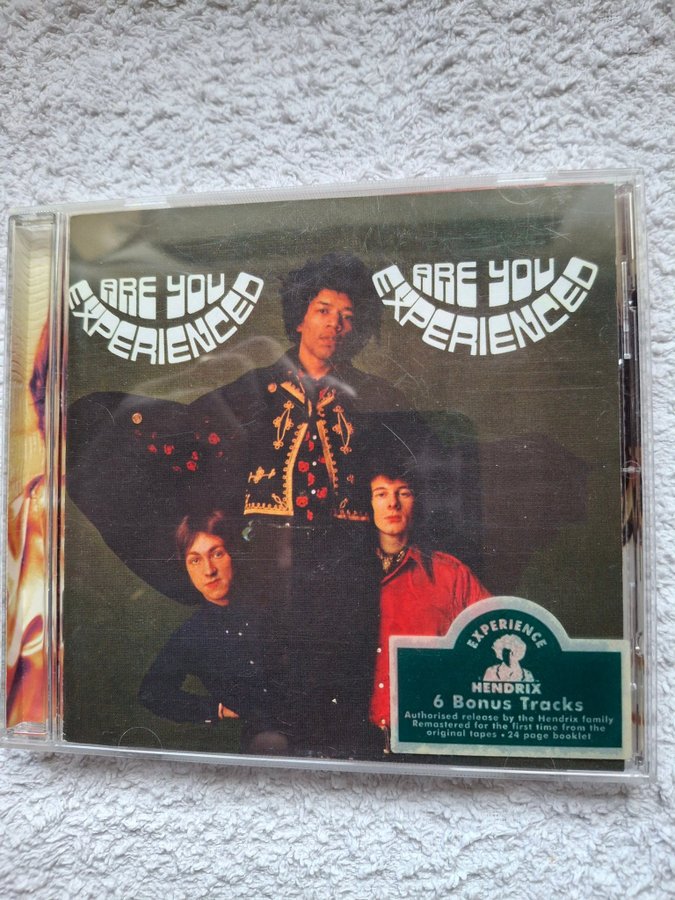 ARE YOU
EXPERIENCED
ARE YOU
EXPERIENCED
EXPERIENCE
HENDRIX
6 Bonus Tracks
Authorised release by the Hendrix family
Remastered for the first time from the
original tapes • 24 page booklet